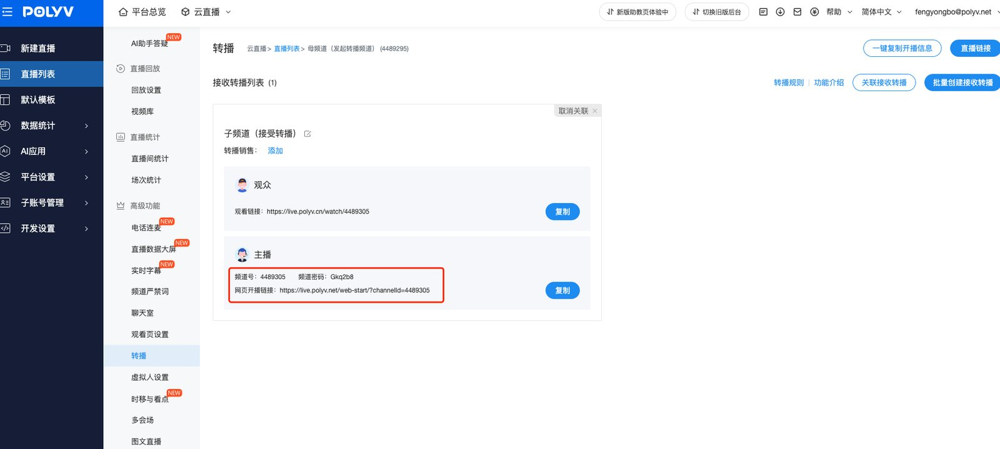 POLYV
平台总览
云直播
新版助教页体验中
切换旧版后台
帮助
简体中文
fengyongbo@polyv.net
新建直播
直播列表
默认模板
数据统计
AI应用
平台设置
子账号管理
开发设置
AI助手答疑 NEW
直播回放
回放设置
视频库
直播统计
直播间统计
场次统计
高级功能
电话连麦 NEW
直播数据大屏 NEW
实时字幕 NEW
频道严禁词
聊天室
观看页设置
转播
虚拟人设置
时移与看点 NEW
多会场
图文直播
转播
云直播> 直播列表> 母频道（发起转播频道） (4489295)
一键复制开播信息
直播链接
接收转播列表 (1)
转播规则
功能介绍
关联接收转播
批量创建接收转播
取消关联 ×
子频道（接受转播）
转播销售： 添加
观众
观看链接：https://live.polyv.cn/watch/4489305
复制
主播
频道号：4489305 频道密码：Gkq2b8
网页开播链接：https://live.polyv.net/web-start/?channelId=4489305
复制